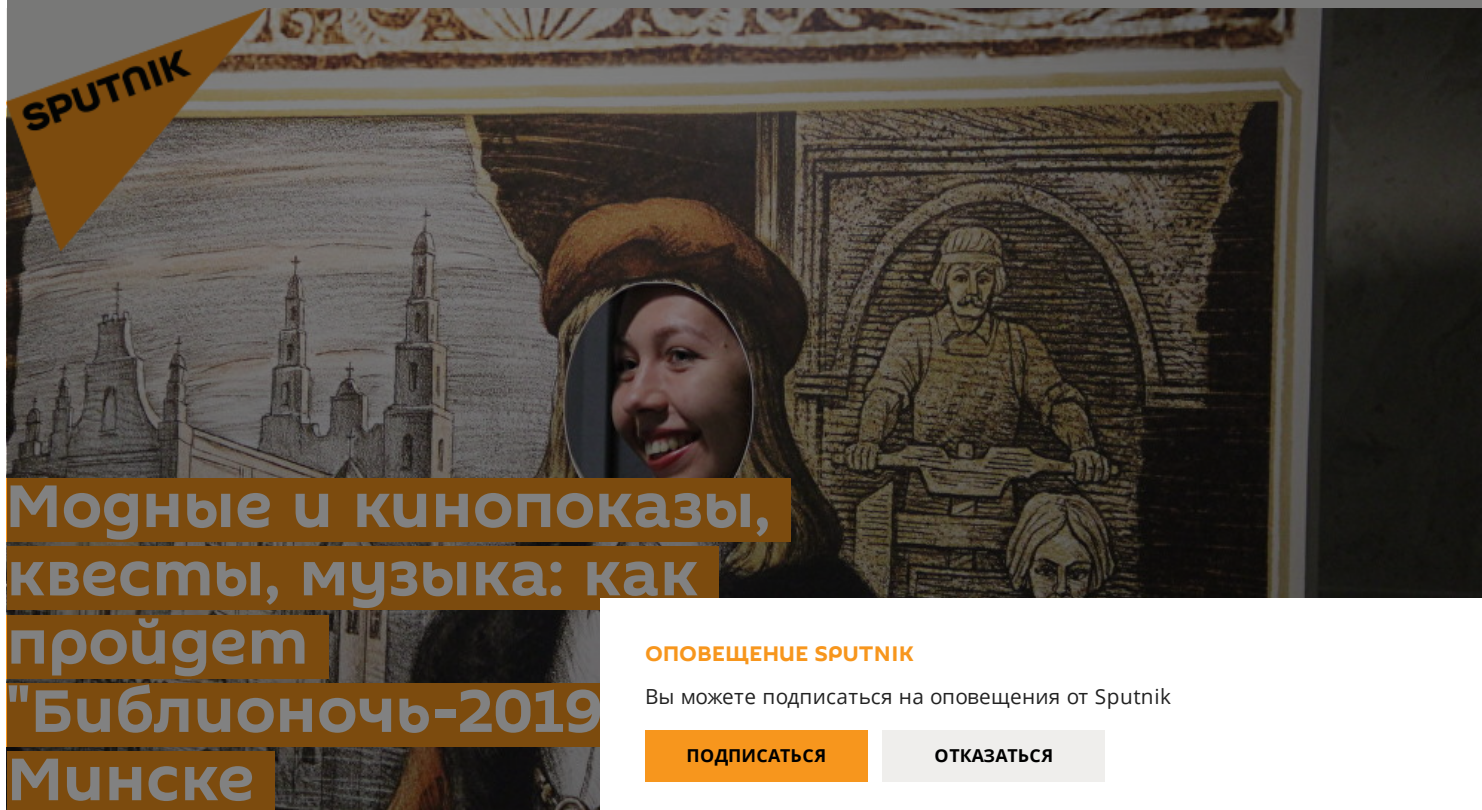 SPUTNIK
Модные и кинопоказы,
квесты, музыка: как
пройдет
"Библионочь-2019
Минске
ОПОВЕЩЕНИЕ SPUTNIK
Вы можете подписаться на оповещения от Sputnik
ПОДПИСАТЬСЯ
ОТКАЗАТЬСЯ